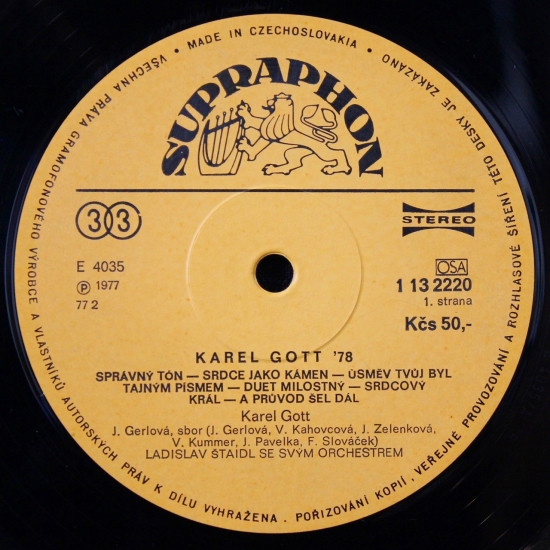 • MADE IN CZECHOSLOVAKIA •
VŠECHNA PRÁVA GRAMOFONOVÉHO VÝROBCE A VLASTNÍKŮ AUTORSKÝCH PRÁV K DÍLU VYHRAŽENA . POŘIZOVÁNÍ KOPIÍ, VEŘEJNÉ PROVOZOVÁNÍ A ROZHLASOVÉ ŠÍŘENÍ TÉTO DESKY JE ZAKÁZÁNO
SUPRAPHON
33
STEREO
E 4035
℗ 1977
77 2
OSA
1 13 2220
1. strana
Kčs 50,-
KAREL GOTT '78
SPRÁVNÝ TÓN — SRDCE JAKO KÁMEN — ÚSMĚV TVŮJ BYL
TAJNÝM PÍSMEM — DUET MILOSTNÝ — SRDCOVÝ
KRÁL — A PRŮVOD ŠEL DÁL
Karel Gott
J. Gerlová, sbor (J. Gerlová, V. Kahovcová, J. Zelenková,
V. Kummer, J. Pavelka, F. Slováček)
LADISLAV ŠTAIDL SE SVÝM ORCHESTREM